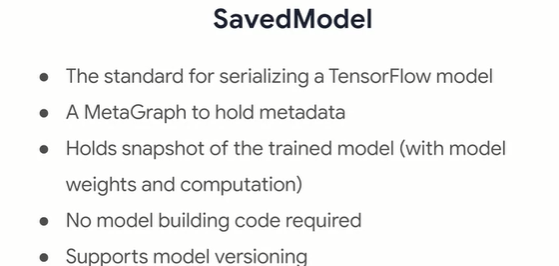 SavedModel
● The standard for serializing a TensorFlow model
● A MetaGraph to hold metadata
● Holds snapshot of the trained model (with model
weights and computation)
● No model building code required
● Supports model versioning